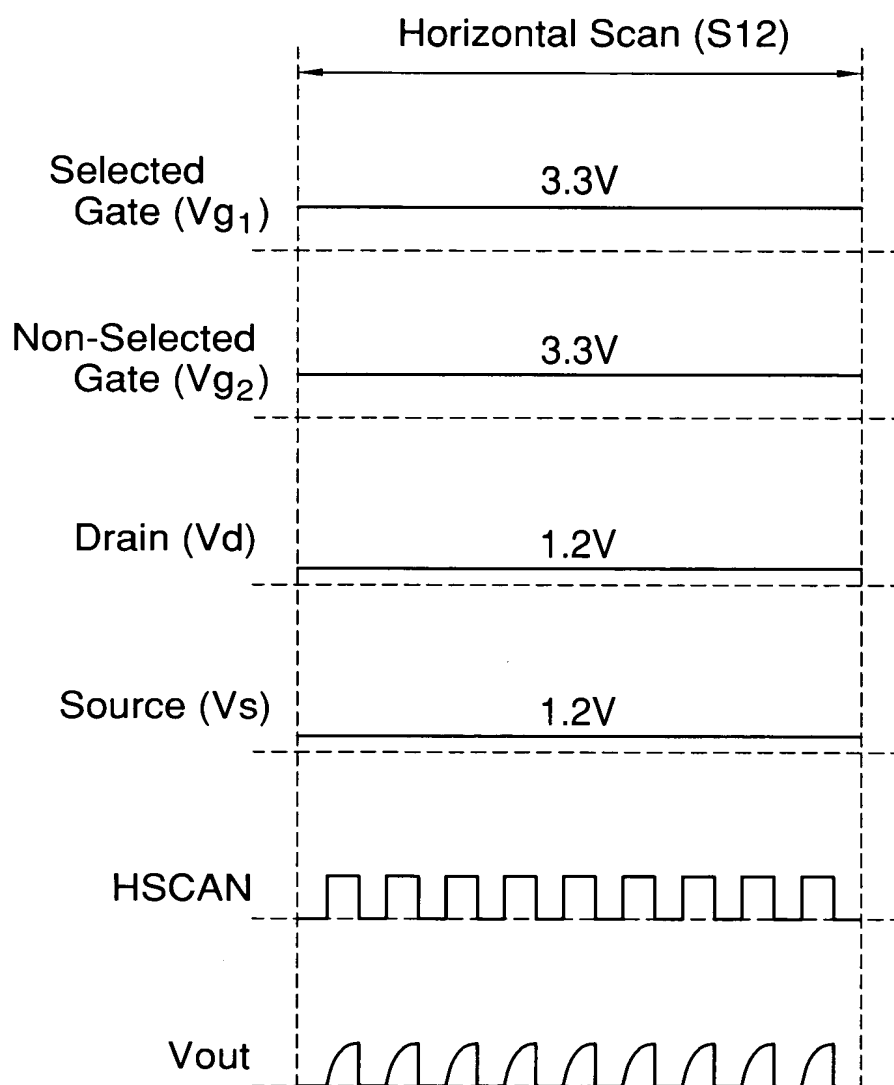 Horizontal Scan (S12)
Selected
Gate (Vg1)
3.3V
Non-Selected
Gate (Vg2)
3.3V
Drain (Vd)
1.2V
Source (Vs)
1.2V
HSCAN
Vout